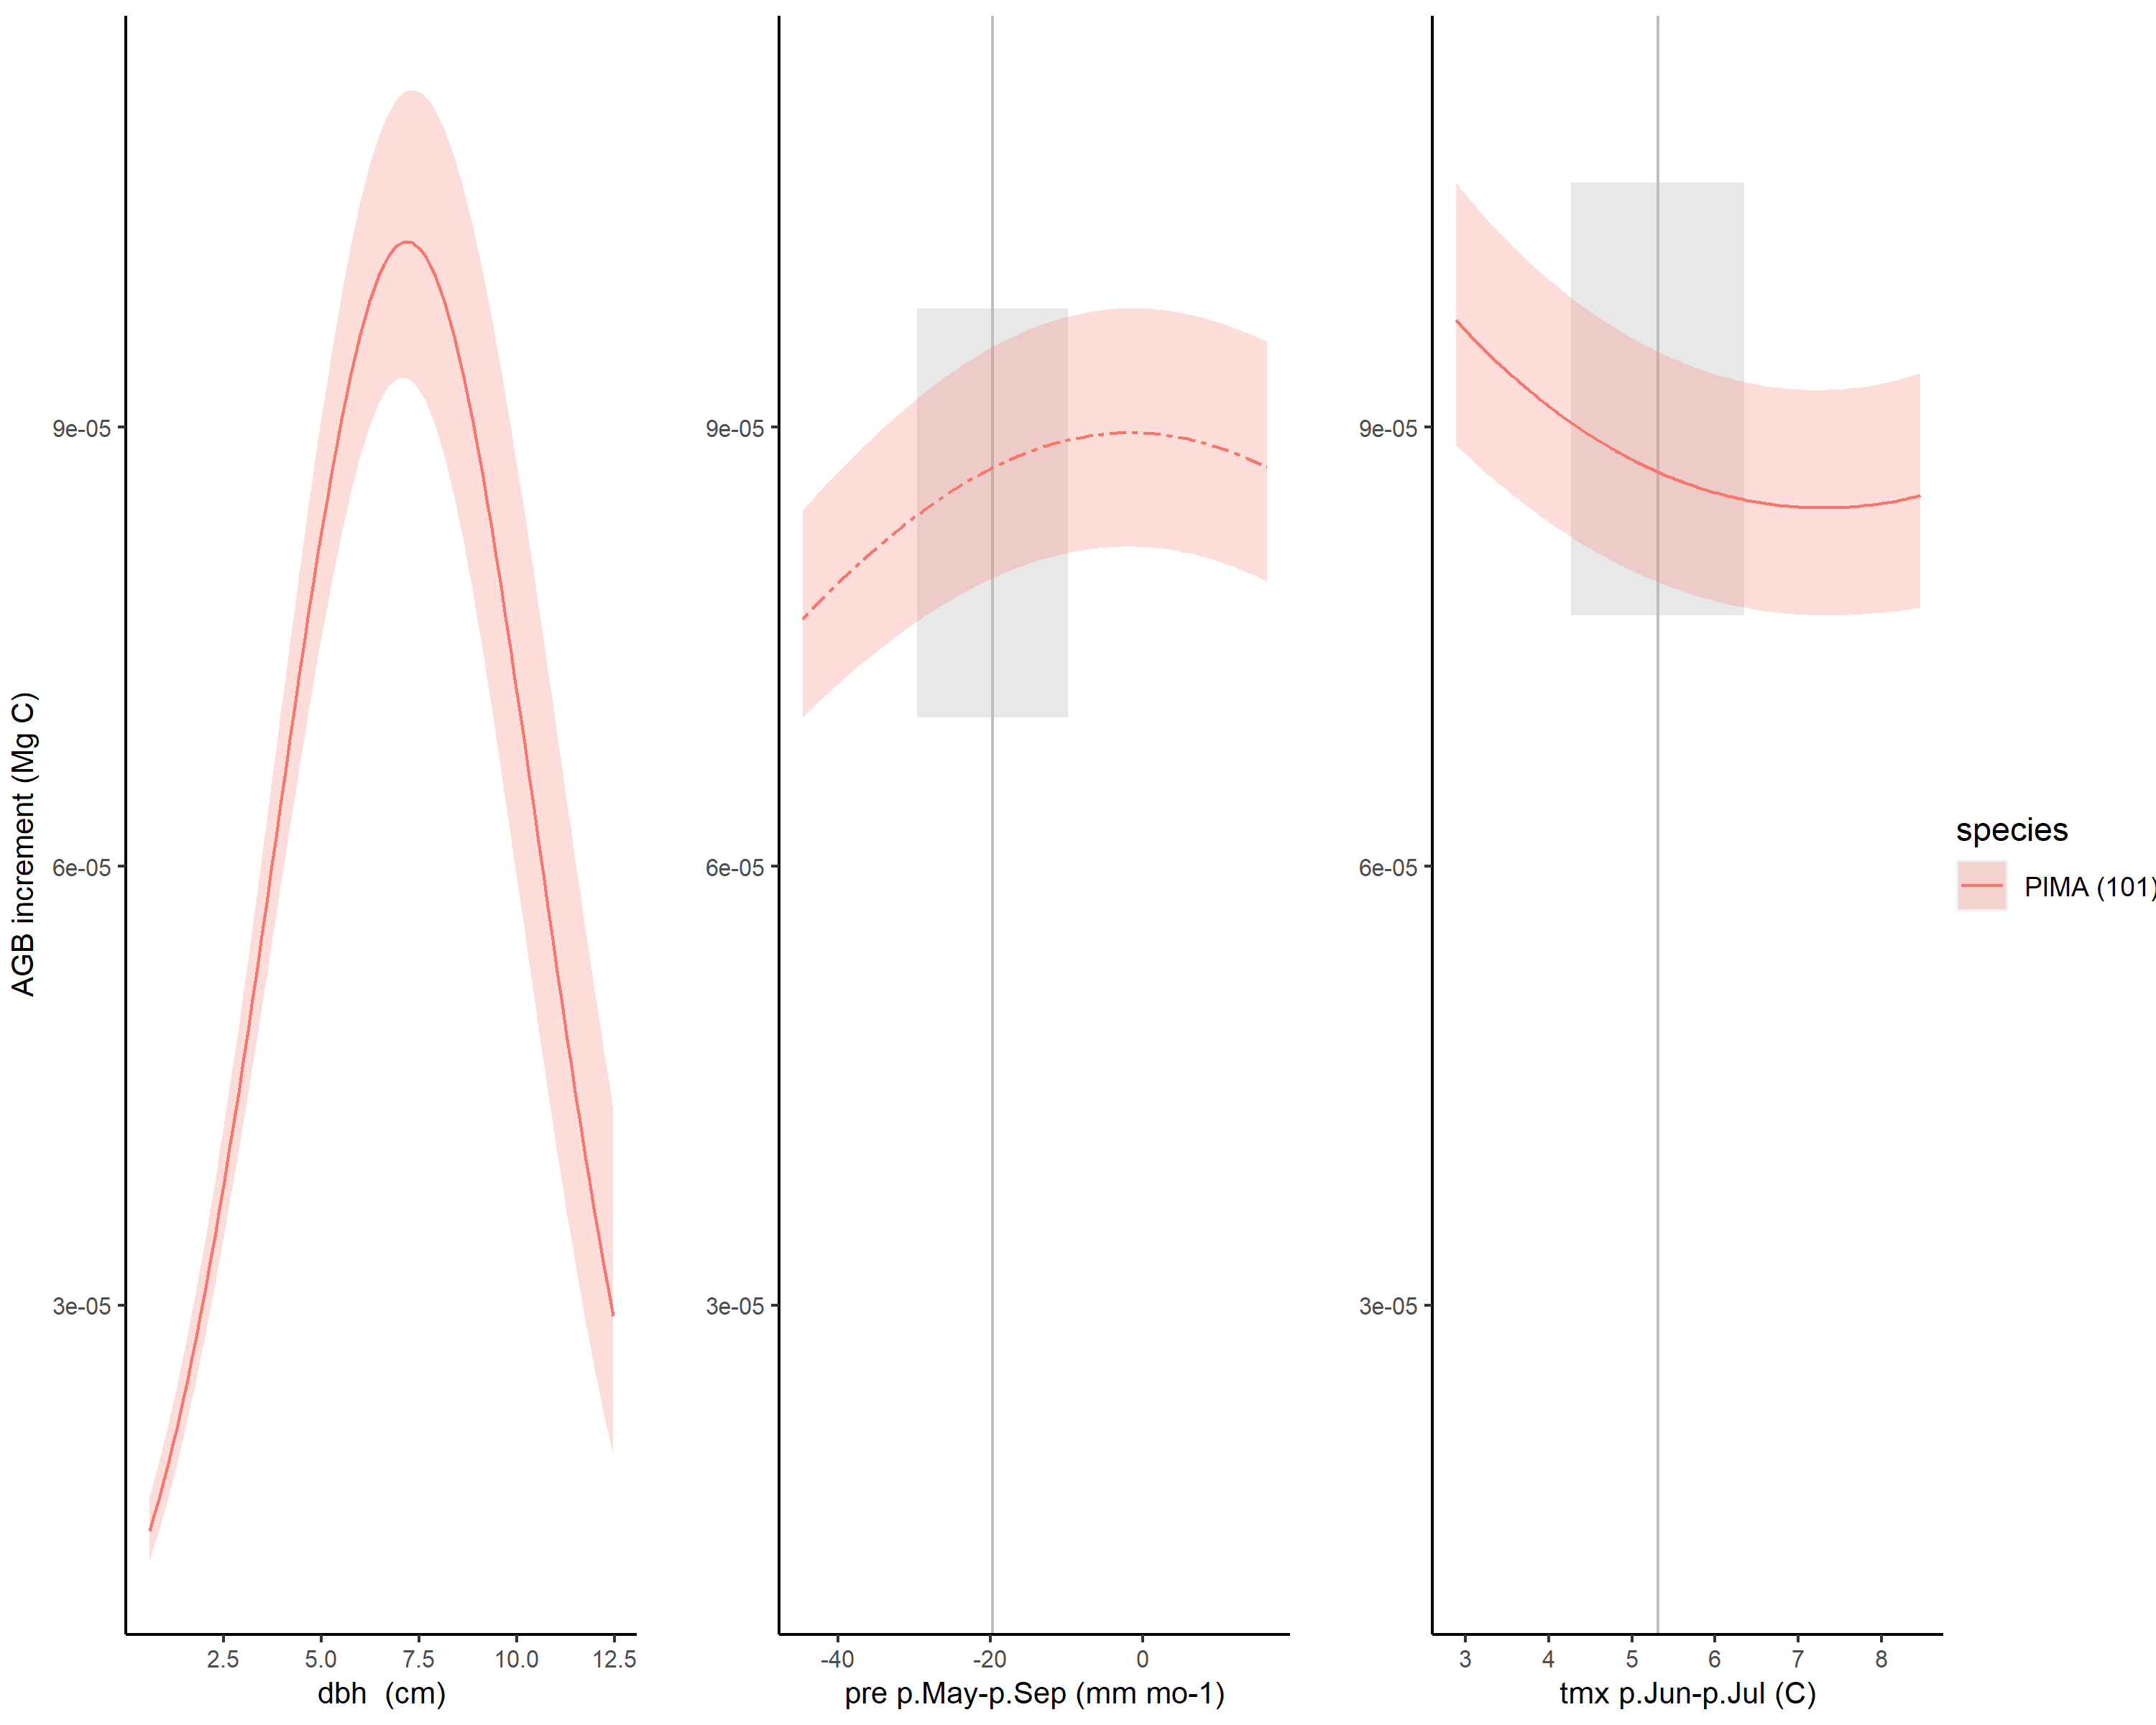 AGB increment (Mg C)
9e-05
6e-05
3e-05
2.5 5.0 7.5 10.0 12.5
dbh (cm)
9e-05
6e-05
3e-05
-40 -20 0
pre p.May-p.Sep (mm mo-1)
9e-05
6e-05
3e-05
3 4 5 6 7 8
tmx p.Jun-p.Jul (C)
species
PIMA (101)